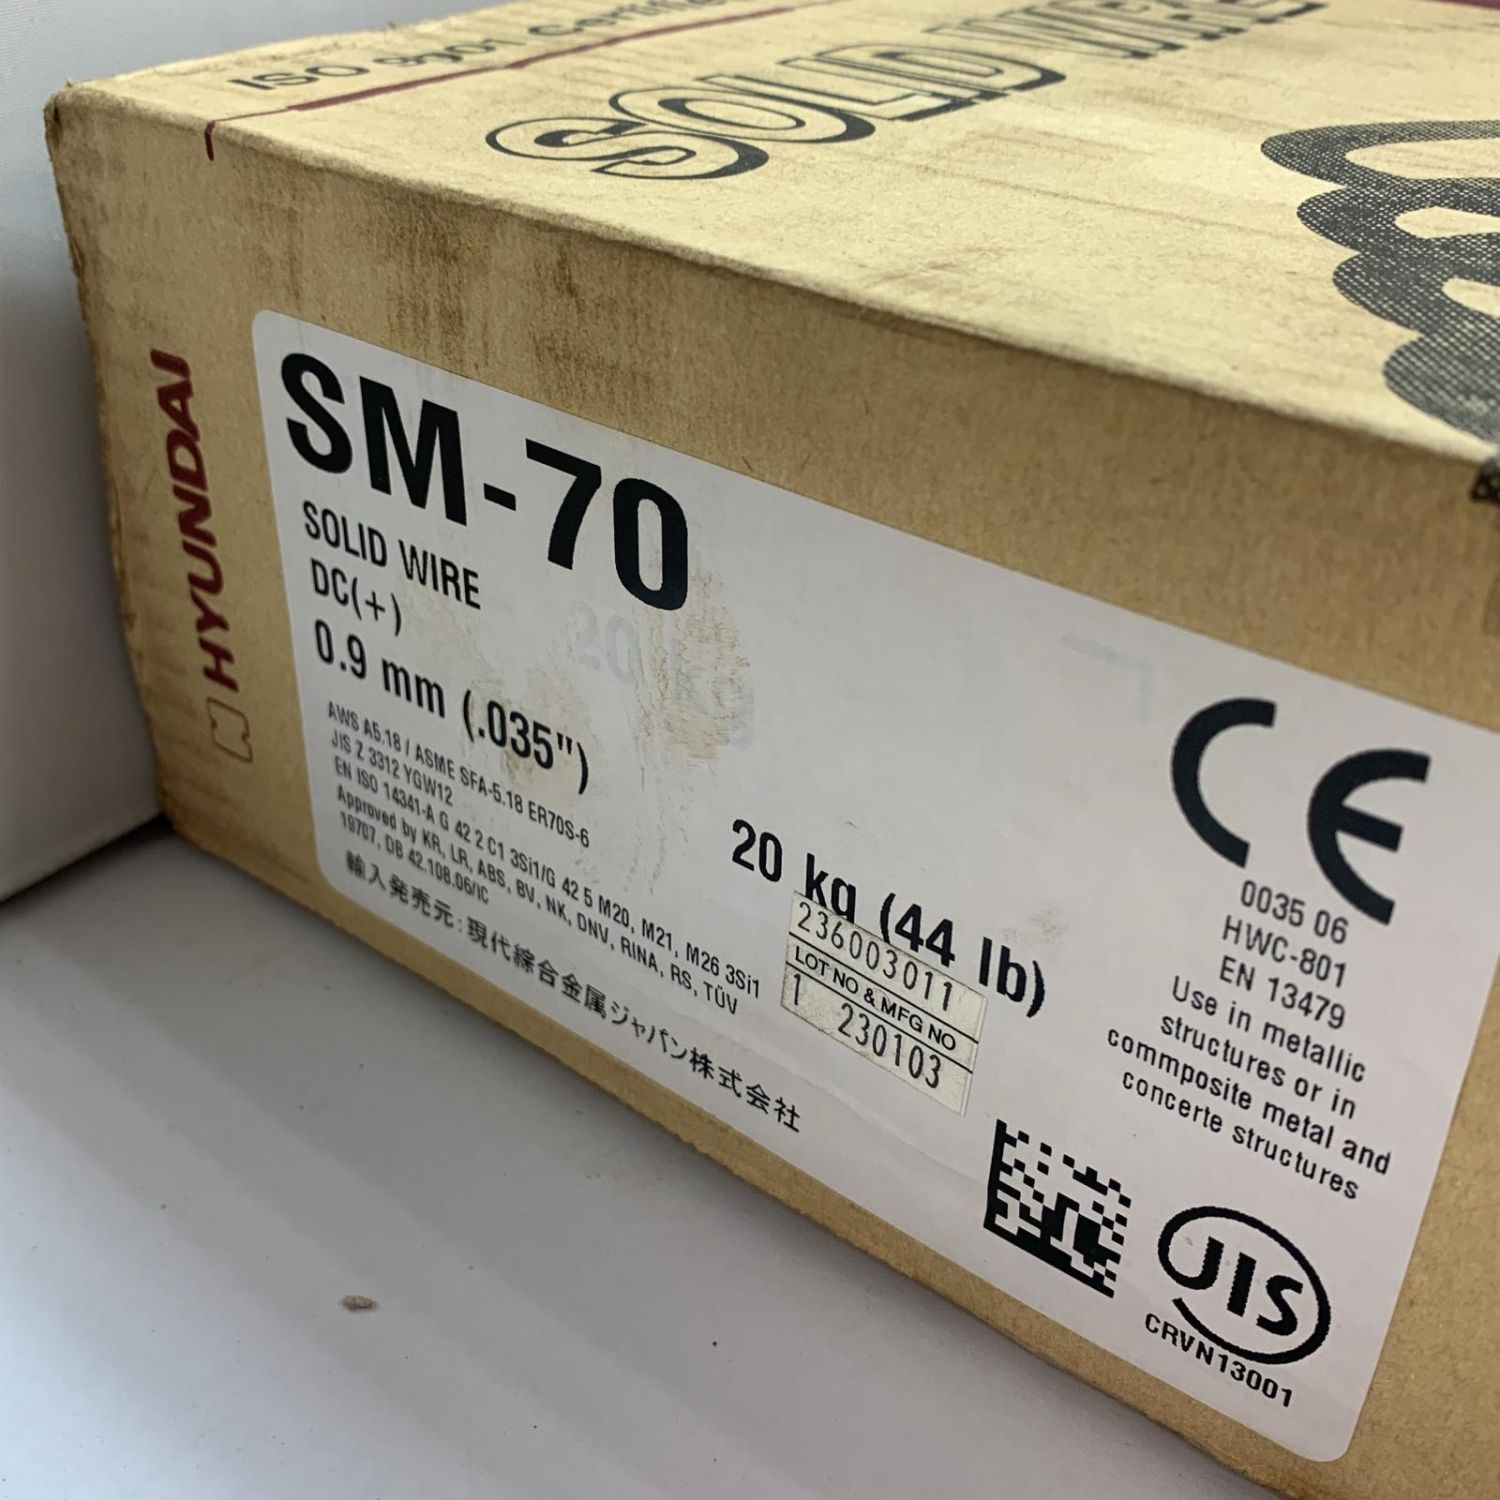 ISO 9001 Certified
SOLID WIRE
HYUNDAI
SM-70
SOLID WIRE
DC(+)
0.9 mm (.035")
AWS A5.18 / ASME SFA-5.18 ER70S-6
JIS Z 3312 YGW12
EN ISO 14341-A G 42 2 C1 3Si1/G 42 5 M20, M21, M26 3Si1
Approved by KR, LR, ABS, BV, NK, DNV, RINA, RS, TÜV
19707, DB 42.108.06/IC
輸入発売元: 現代綜合金属ジャパン株式会社
20 kg (44 lb)
236003011
LOT NO & MFG NO
1 230103
CE
0035 06
HWC-801
EN 13479
Use in metallic
structures or in
commposite metal and
concerte structures
JIS
CRVN13001